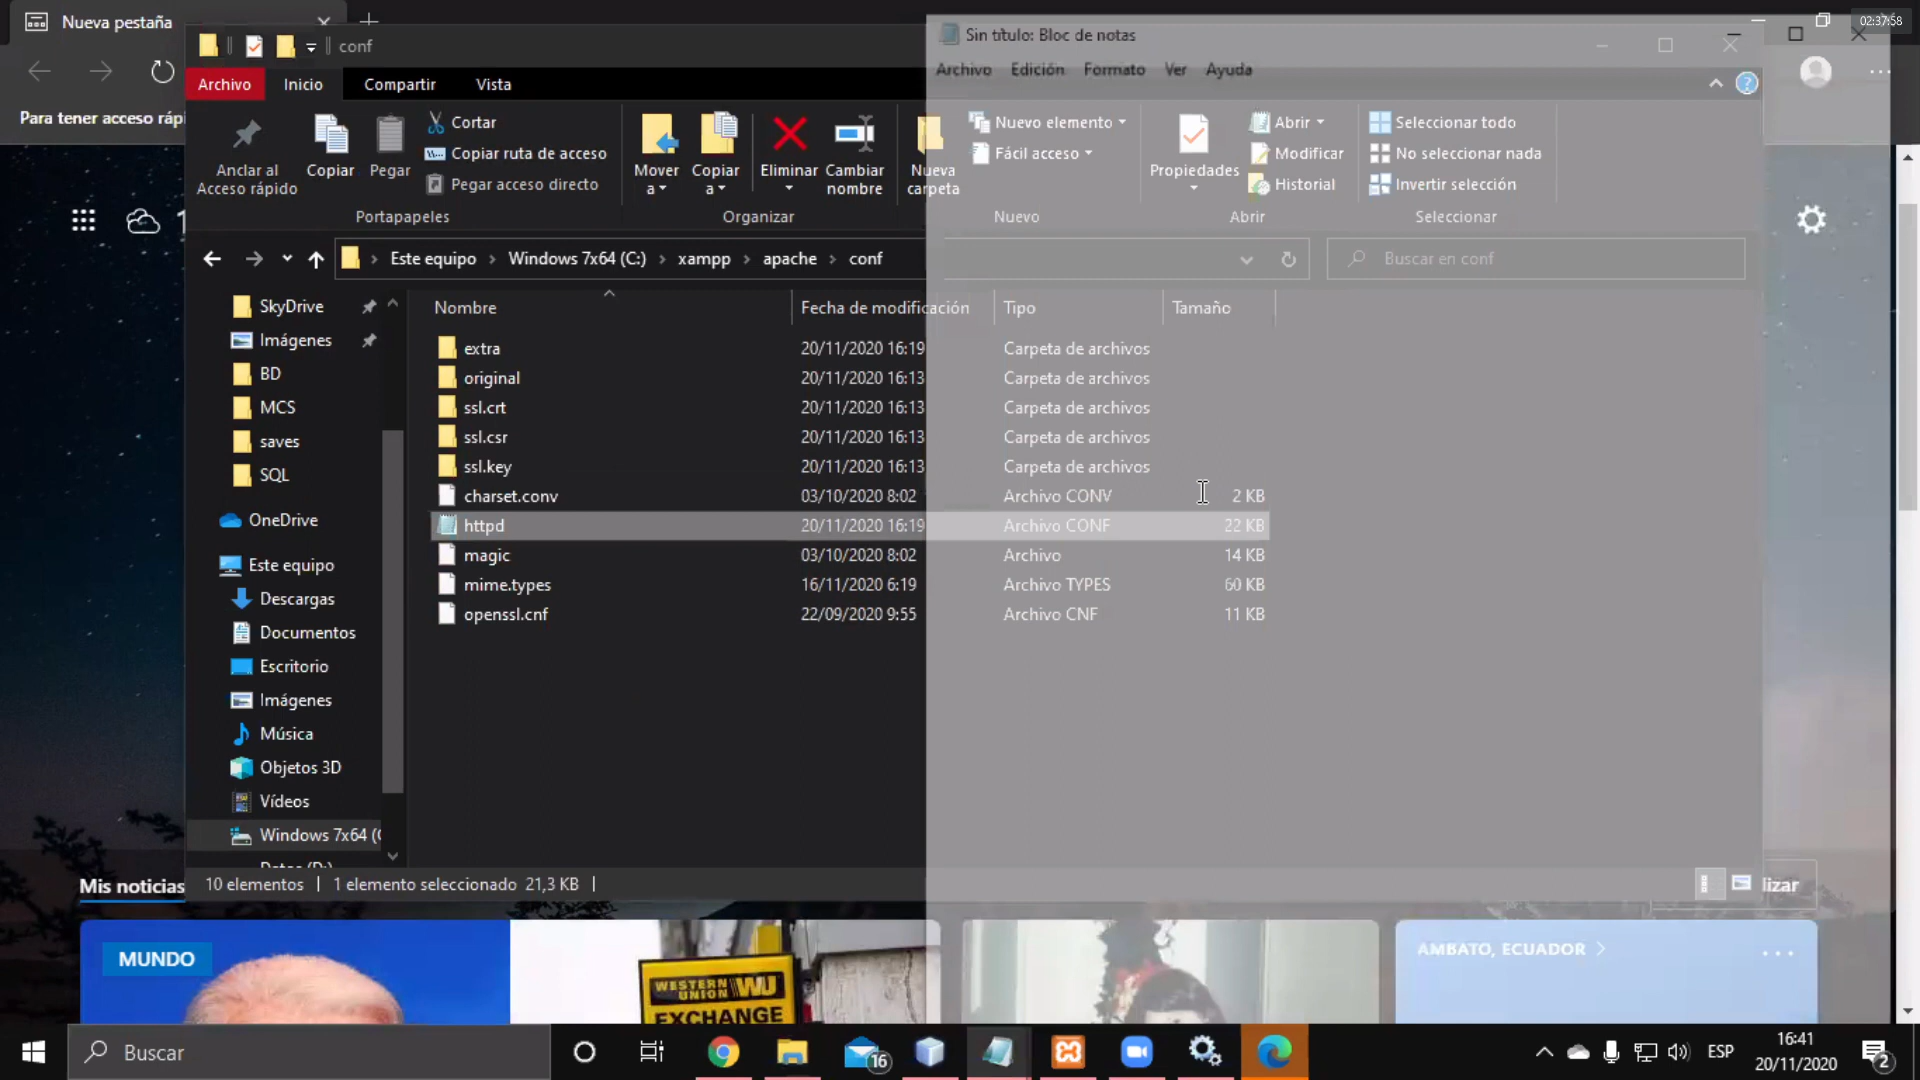 Nueva pestaña
conf
Sin título: Bloc de notas
02:37:58
Archivo
Edición
Formato
Ver
Ayuda
Archivo
Inicio
Compartir
Vista
Para tener acceso rápi
Anclar al
Acceso rápido
Copiar
Pegar
Cortar
Copiar ruta de acceso
Pegar acceso directo
Mover
a
Copiar
a
Eliminar
Cambiar
nombre
Nueva
carpeta
Nuevo elemento
Fácil acceso
Propiedades
Abrir
Modificar
Historial
Seleccionar todo
No seleccionar nada
Invertir selección
Portapapeles
Organizar
Nuevo
Abrir
Seleccionar
Este equipo
Windows 7x64 (C:)
xampp
apache
conf
Buscar en conf
SkyDrive
Imágenes
BD
MCS
saves
SQL
OneDrive
Este equipo
Descargas
Documentos
Escritorio
Imágenes
Música
Objetos 3D
Vídeos
Windows 7x64 (C
Datos (D:)
Nombre Fecha de modificación Tipo Tamaño
extra 20/11/2020 16:19 Carpeta de archivos
original 20/11/2020 16:13 Carpeta de archivos
ssl.crt 20/11/2020 16:13 Carpeta de archivos
ssl.csr 20/11/2020 16:13 Carpeta de archivos
ssl.key 20/11/2020 16:13 Carpeta de archivos
charset.conv 03/10/2020 8:02 Archivo CONV 2 KB
httpd 20/11/2020 16:19 Archivo CONF 22 KB
magic 03/10/2020 8:02 Archivo 14 KB
mime.types 16/11/2020 6:19 Archivo TYPES 60 KB
openssl.cnf 22/09/2020 9:55 Archivo CNF 11 KB
10 elementos
1 elemento seleccionado 21,3 KB
Mis noticias
lizar
MUNDO
WESTERN
UNION WU
EXCHANGE
AMBATO, ECUADOR
Buscar
16
ESP
16:41
20/11/2020
2